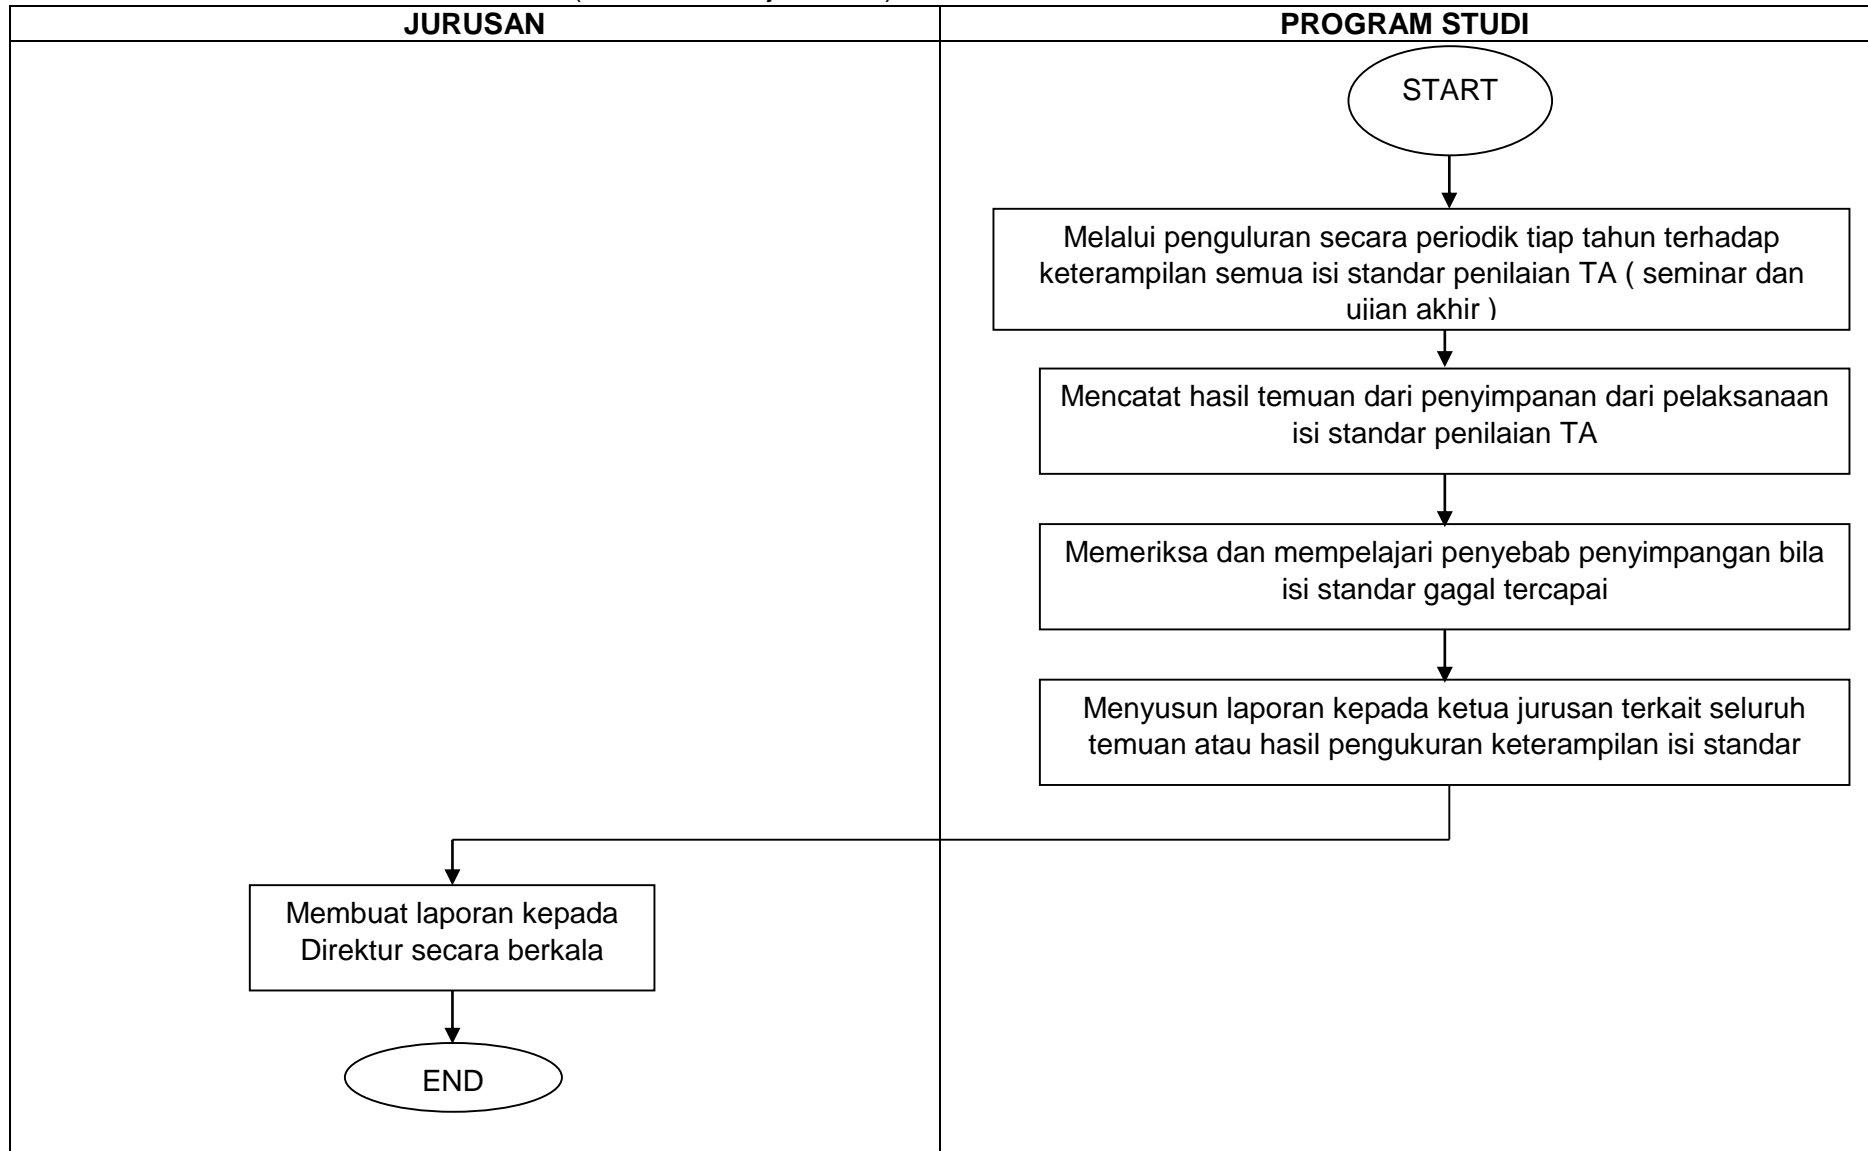 JURUSAN
PROGRAM STUDI
START
Melalui penguluran secara periodik tiap tahun terhadap
keterampilan semua isi standar penilaian TA ( seminar dan
ujian akhir )
Mencatat hasil temuan dari penyimpanan dari pelaksanaan
isi standar penilaian TA
Memeriksa dan mempelajari penyebab penyimpangan bila
isi standar gagal tercapai
Menyusun laporan kepada ketua jurusan terkait seluruh
temuan atau hasil pengukuran keterampilan isi standar
Membuat laporan kepada
Direktur secara berkala
END